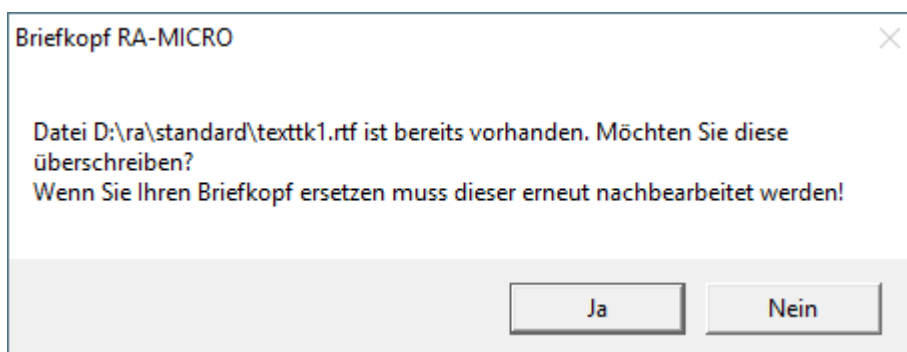 Briefkopf RA-MICRO
Datei D:\ra\standard\texttk1.rtf ist bereits vorhanden. Möchten Sie diese
überschreiben?
Wenn Sie Ihren Briefkopf ersetzen muss dieser erneut nachbearbeitet werden!
Ja
Nein